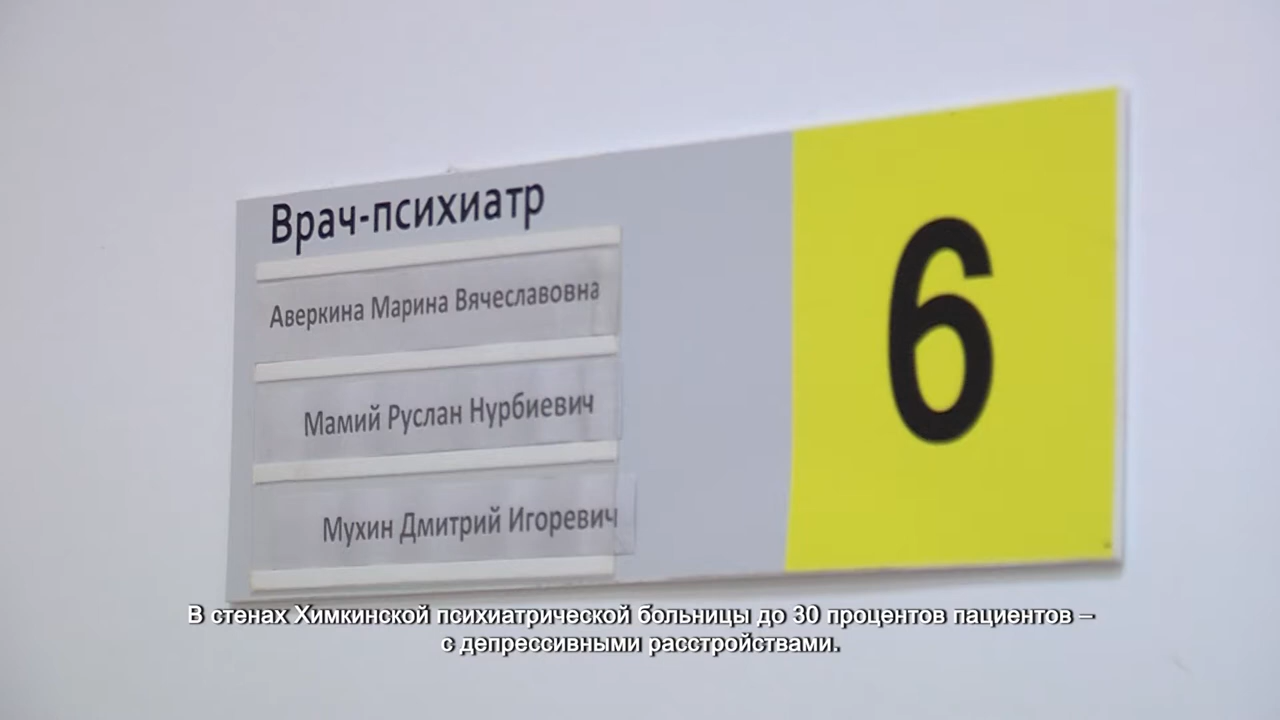 Врач-психиатр
Аверкина Марина Вячеславовна
Мамий Руслан Нурбиевич
Мухин Дмитрий Игоревич
6
В стенах Химкинской психиатрической больницы до 30 процентов пациентов –
с депрессивными расстройствами.